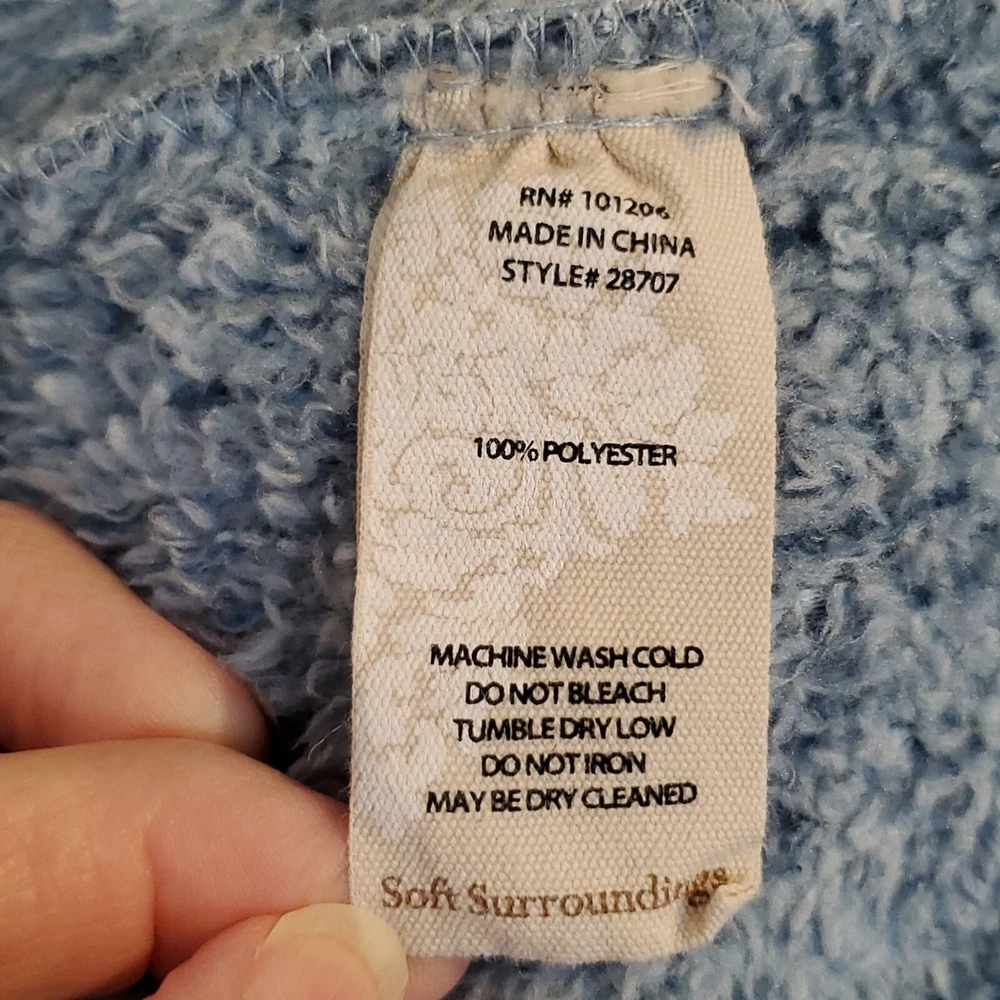 RN# 101206
MADE IN CHINA
STYLE# 28707
100% POLYESTER
MACHINE WASH COLD
DO NOT BLEACH
TUMBLE DRY LOW
DO NOT IRON
MAY BE DRY CLEANED
Soft Surroundings